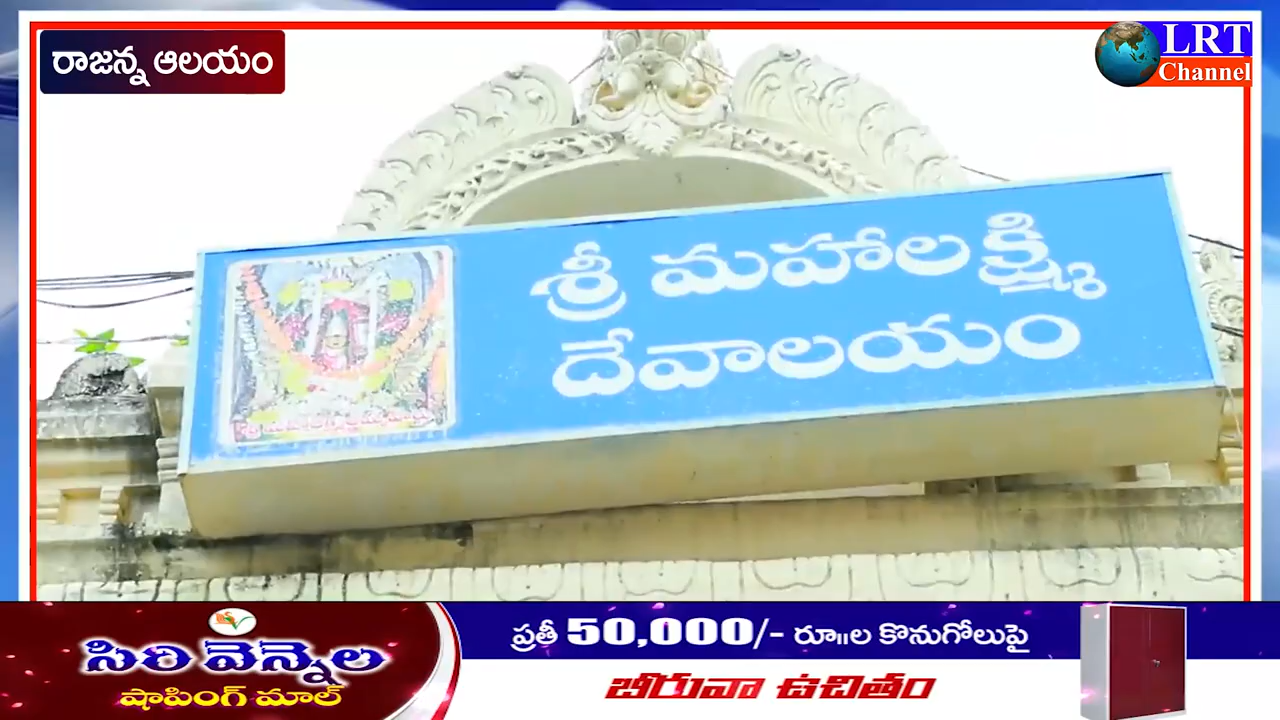 రాజన్న ఆలయం
LRT
Channel
శ్రీ మహాలక్ష్మి
దేవాలయం
సిరి వెన్నెల
షాపింగ్ మాల్
ప్రతీ 50,000/- రూ॥ల కొనుగోలుపై
బీరువా ఉచితం